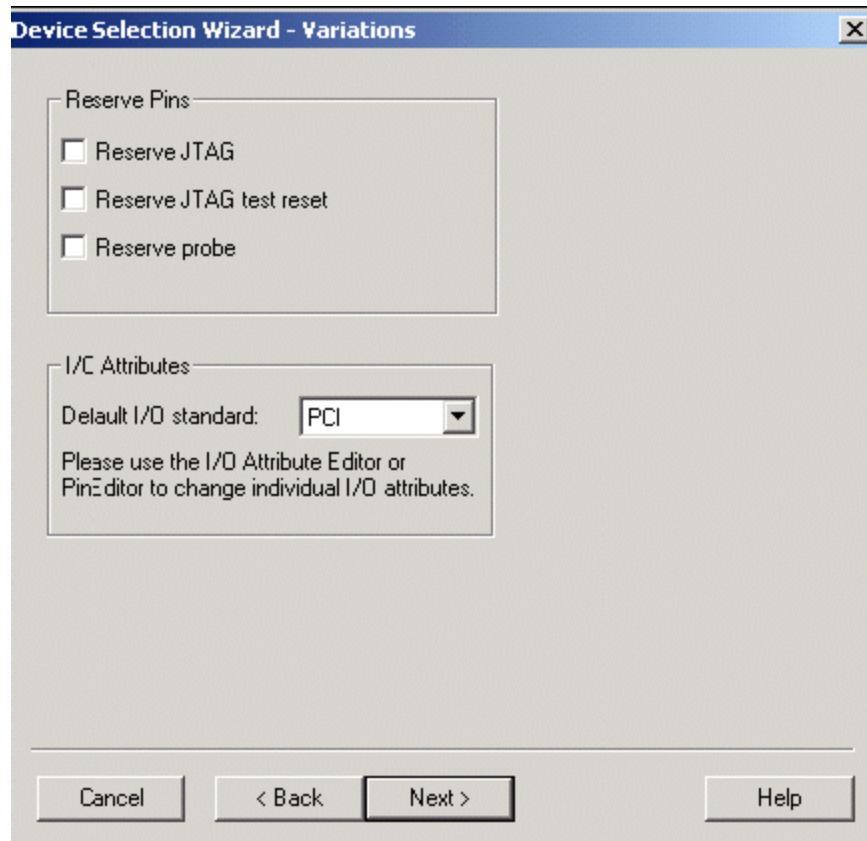 Device Selection Wizard - Variations
Reserve Pins
Reserve JTAG
Reserve JTAG test reset
Reserve probe
I/O Attributes
Default I/O standard: PCI
Please use the I/O Attribute Editor or
PinEditor to change individual I/O attributes.
Cancel < Back Next > Help